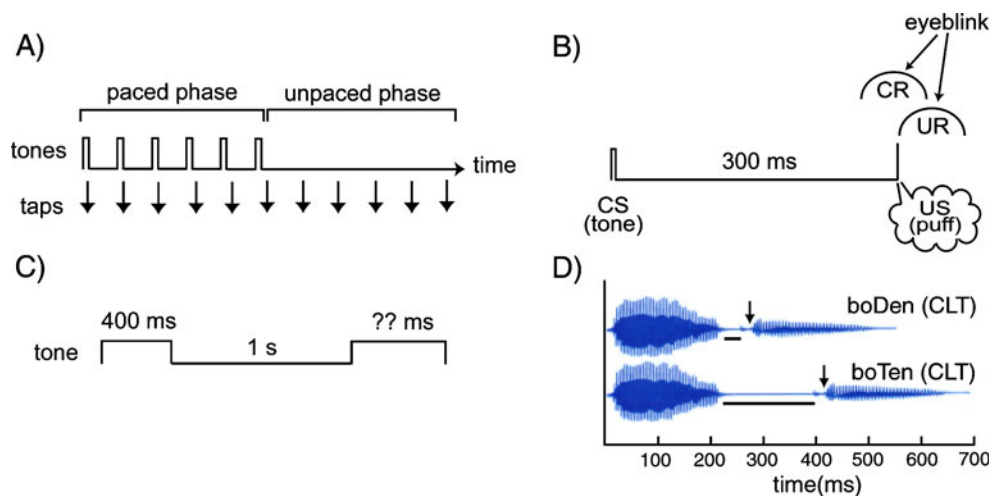 A)
paced phase unpaced phase
tones
time
taps
B)
eyeblink
CR
UR
300 ms
CS
(tone)
US
(puff)
C)
400 ms
?? ms
tone
1 s
D)
boDen (CLT)
boTen (CLT)
100 200 300 400 500 600 700
time(ms)